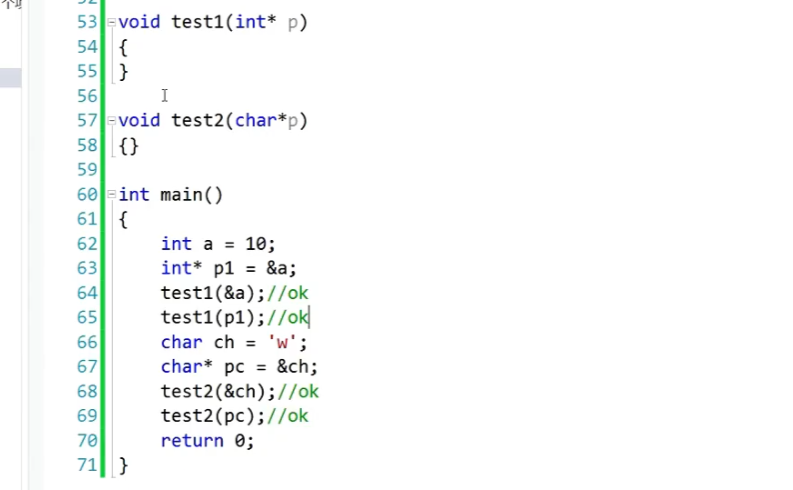 53 void test1(int* p)
54 {
55 }
56
57 void test2(char*p)
58 {}
59
60 int main()
61 {
62     int a = 10;
63     int* p1 = &a;
64     test1(&a);//ok
65     test1(p1);//ok
66     char ch = 'w';
67     char* pc = &ch;
68     test2(&ch);//ok
69     test2(pc);//ok
70     return 0;
71 }